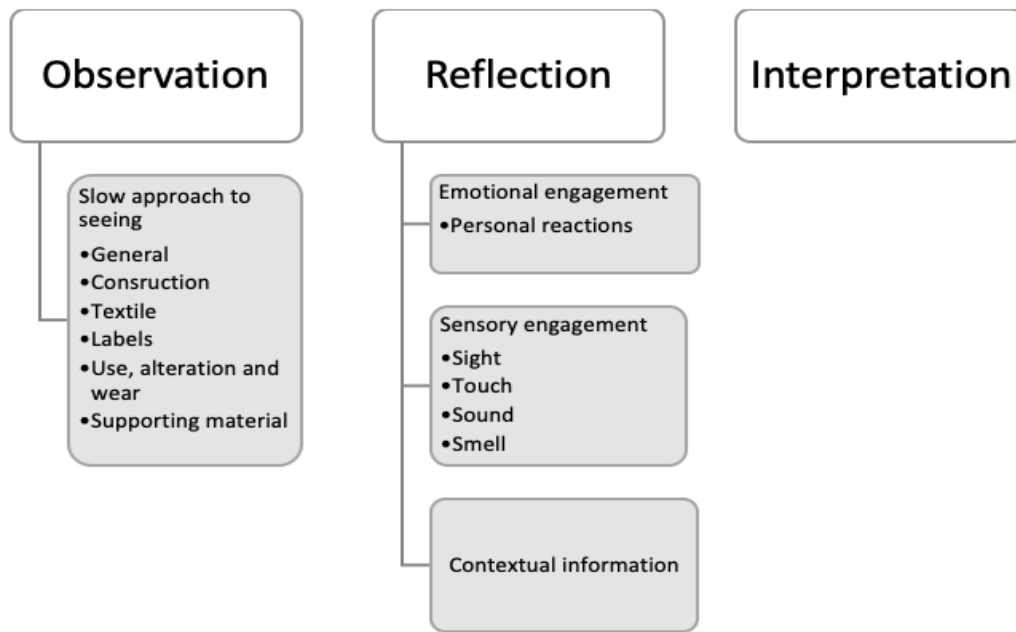 Observation
Slow approach to
seeing
•General
•Consruction
•Textile
•Labels
•Use, alteration and
wear
•Supporting material
Reflection
Emotional engagement
•Personal reactions
Sensory engagement
•Sight
•Touch
•Sound
•Smell
Contextual information
Interpretation